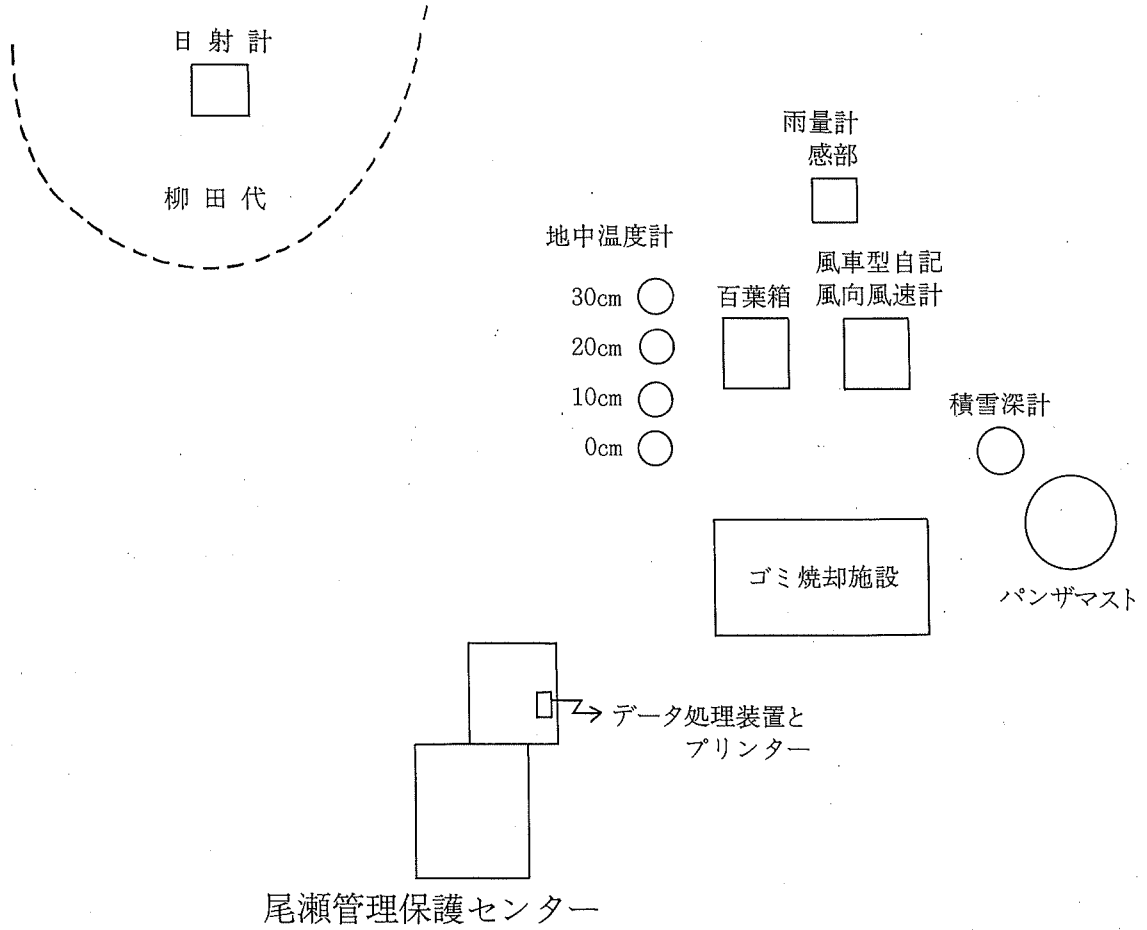 日射計
柳田代
雨量計
感部
地中温度計
30cm
20cm
10cm
0cm
百葉箱
風車型自記
風向風速計
積雪深計
パンザマスト
ゴミ焼却施設
データ処理装置と
プリンター
尾瀬管理保護センター